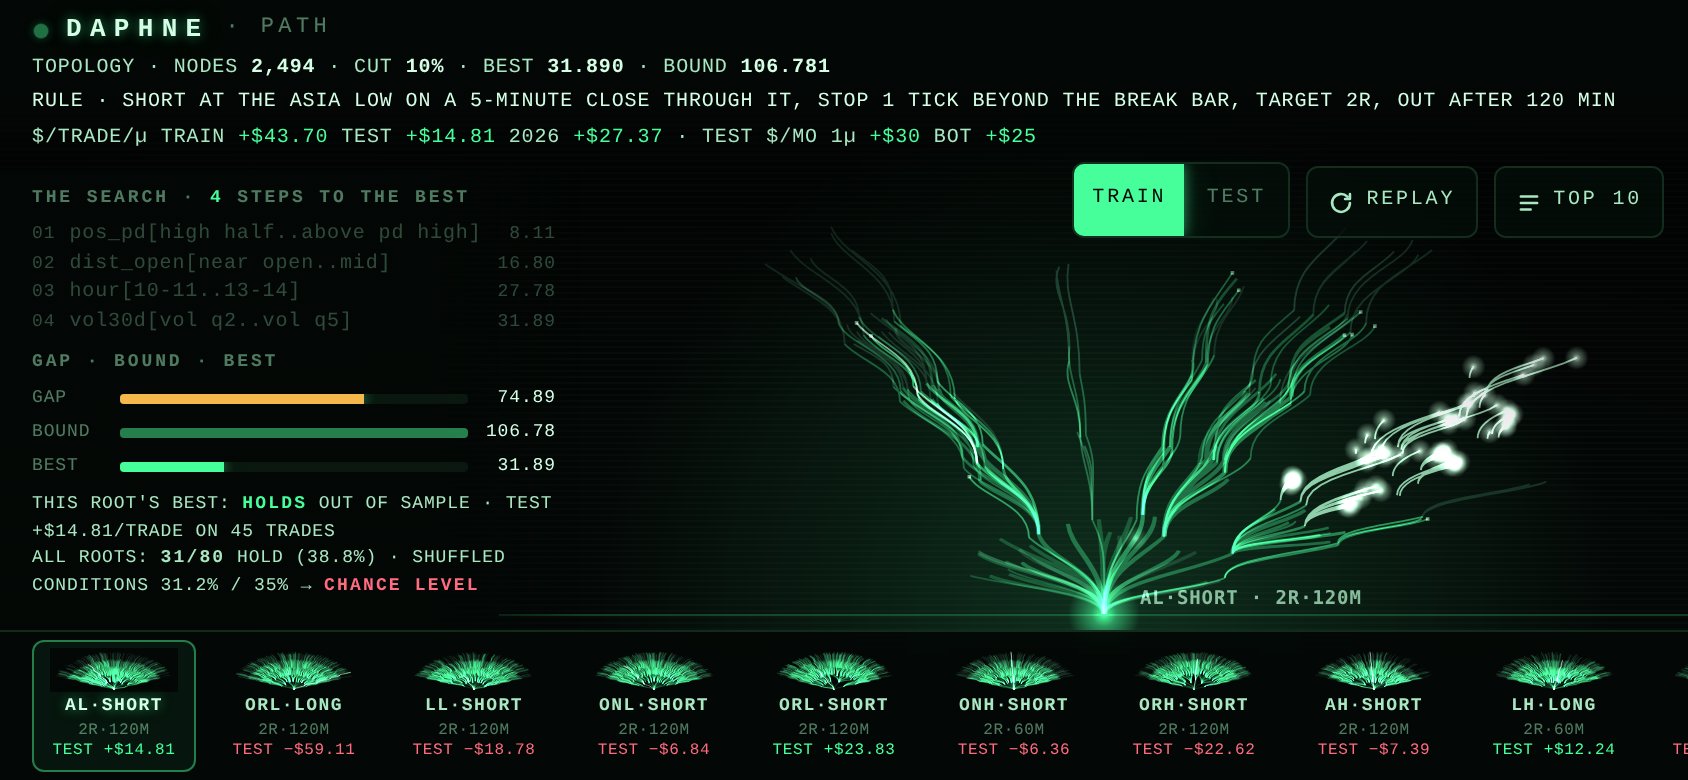 DAPHNE · PATH
TOPOLOGY · NODES 2,494 · CUT 10% · BEST 31.890 · BOUND 106.781
RULE · SHORT AT THE ASIA LOW ON A 5-MINUTE CLOSE THROUGH IT, STOP 1 TICK BEYOND THE BREAK BAR, TARGET 2R, OUT AFTER 120 MIN
$/TRADE/µ TRAIN +$43.70 TEST +$14.81 2026 +$27.37 · TEST $/MO 1µ +$30 BOT +$25
TRAIN TEST REPLAY TOP 10
THE SEARCH · 4 STEPS TO THE BEST
01 pos_pd[high half..above pd high] 8.11
02 dist_open[near open..mid] 16.80
03 hour[10-11..13-14] 27.78
04 vol30d[vol q2..vol q5] 31.89
GAP · BOUND · BEST
GAP 74.89
BOUND 106.78
BEST 31.89
THIS ROOT'S BEST: HOLDS OUT OF SAMPLE · TEST
+$14.81/TRADE ON 45 TRADES
ALL ROOTS: 31/80 HOLD (38.8%) · SHUFFLED
CONDITIONS 31.2% / 35% → CHANCE LEVEL
AL·SHORT · 2R·120M
AL·SHORT ORL·LONG LL·SHORT ONL·SHORT ORL·SHORT ONH·SHORT ORH·SHORT AH·SHORT LH·LONG
2R·120M 2R·120M 2R·120M 2R·120M 2R·120M 2R·60M 2R·120M 2R·120M 2R·60M
TEST +$14.81 TEST −$59.11 TEST −$18.78 TEST −$6.84 TEST +$23.83 TEST −$6.36 TEST −$22.62 TEST −$7.39 TEST +$12.24